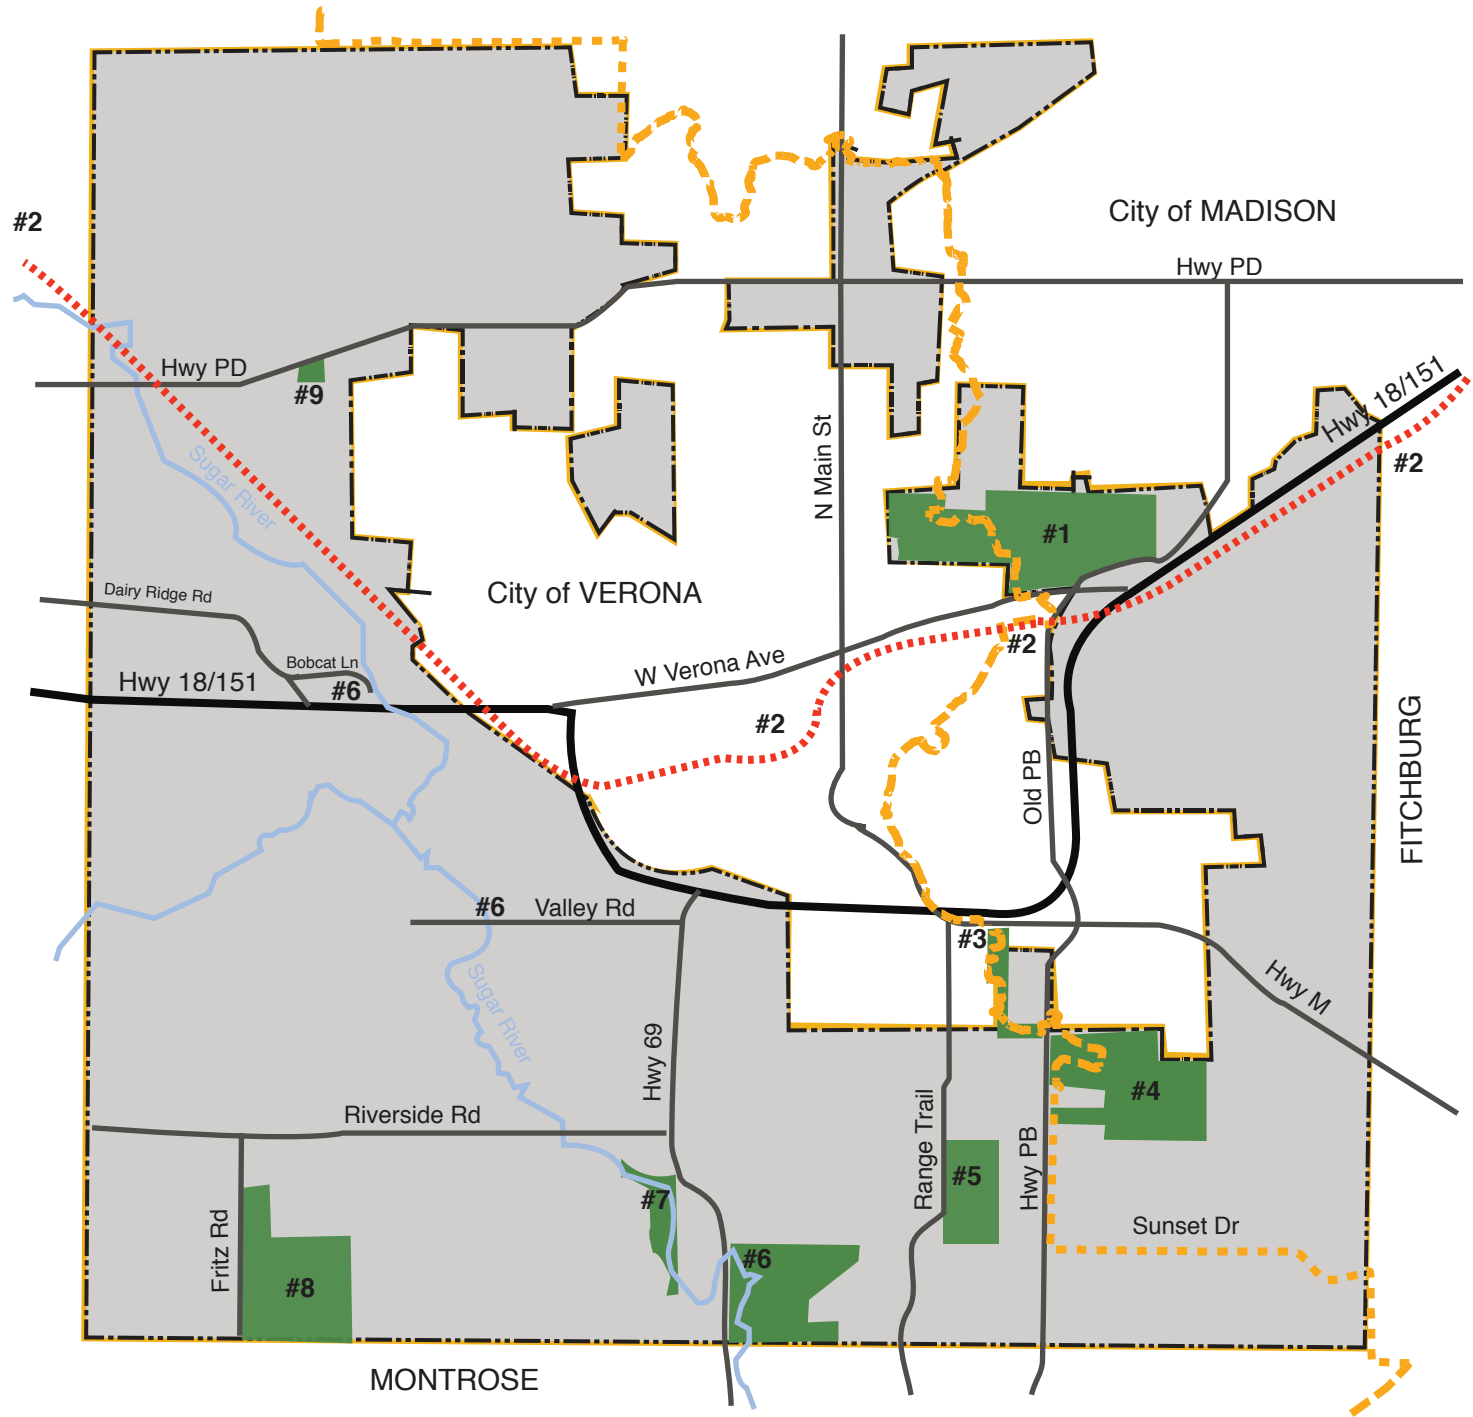 City of MADISON
#2
Hwy PD
Hwy 18/151
Hwy PD
#9
N Main St
#2
Sugar River
#1
City of VERONA
Dairy Ridge Rd
Bobcat Ln
#6
Hwy 18/151
W Verona Ave
#2
#2
Old PB
FITCHBURG
#6
Valley Rd
#3
Sugar River
Hwy M
Hwy 69
#4
Riverside Rd
Range Trail
Hwy PB
#5
#7
Sunset Dr
Fritz Rd
#8
#6
MONTROSE